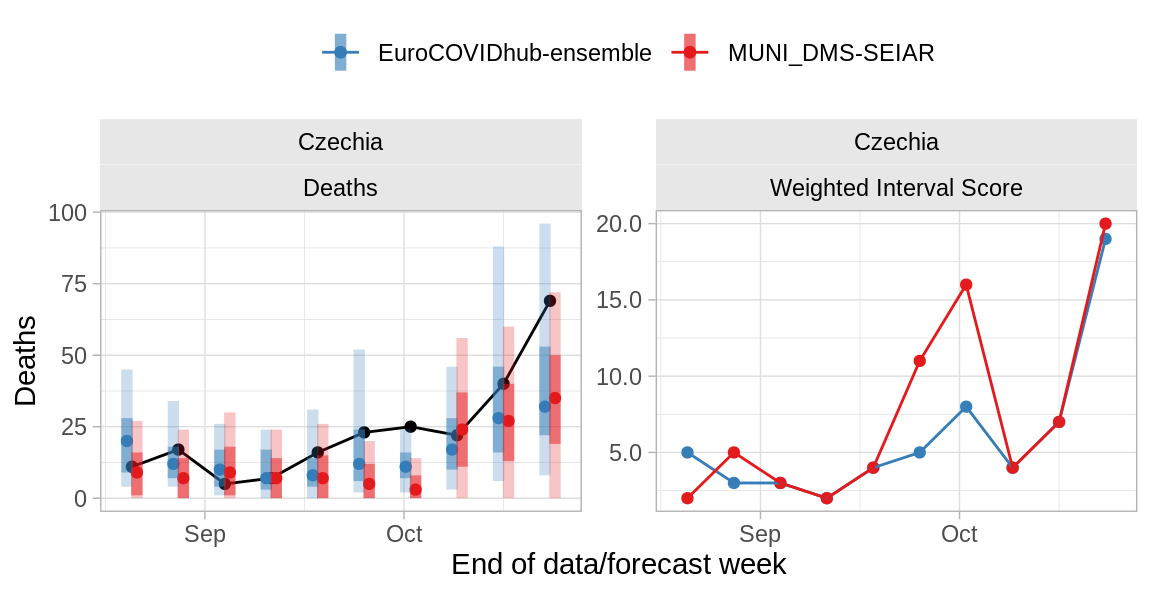 EuroCOVIDhub-ensemble MUNI_DMS-SEIAR
Czechia
Deaths
100
75
50
25
0
Deaths
Sep Oct
Czechia
Weighted Interval Score
20.0
15.0
10.0
5.0
Sep Oct
End of data/forecast week